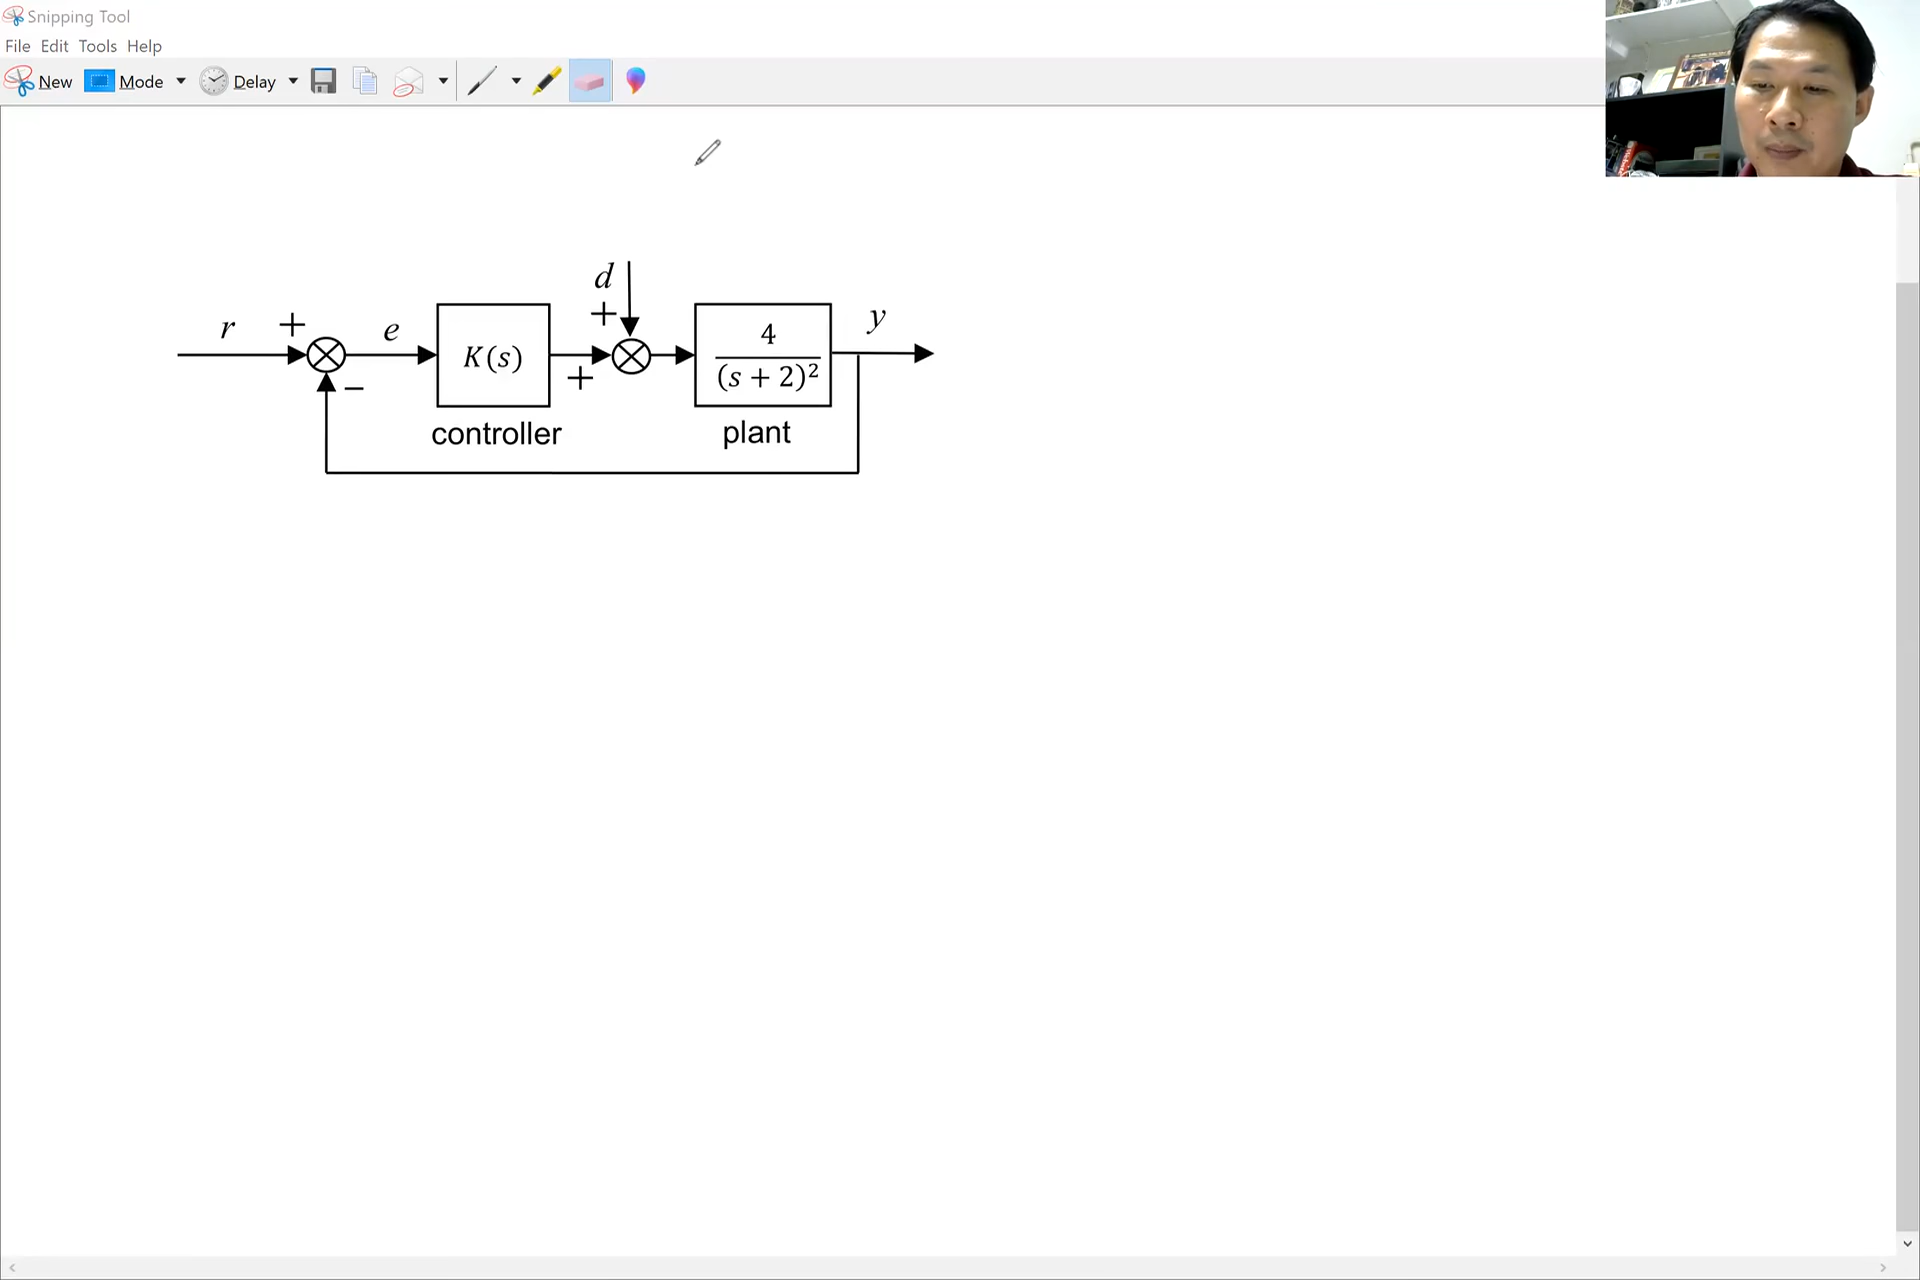 Snipping Tool
File Edit Tools Help
New Mode Delay
d
+
r + e K(s) + 4/(s + 2)² y
−
controller plant